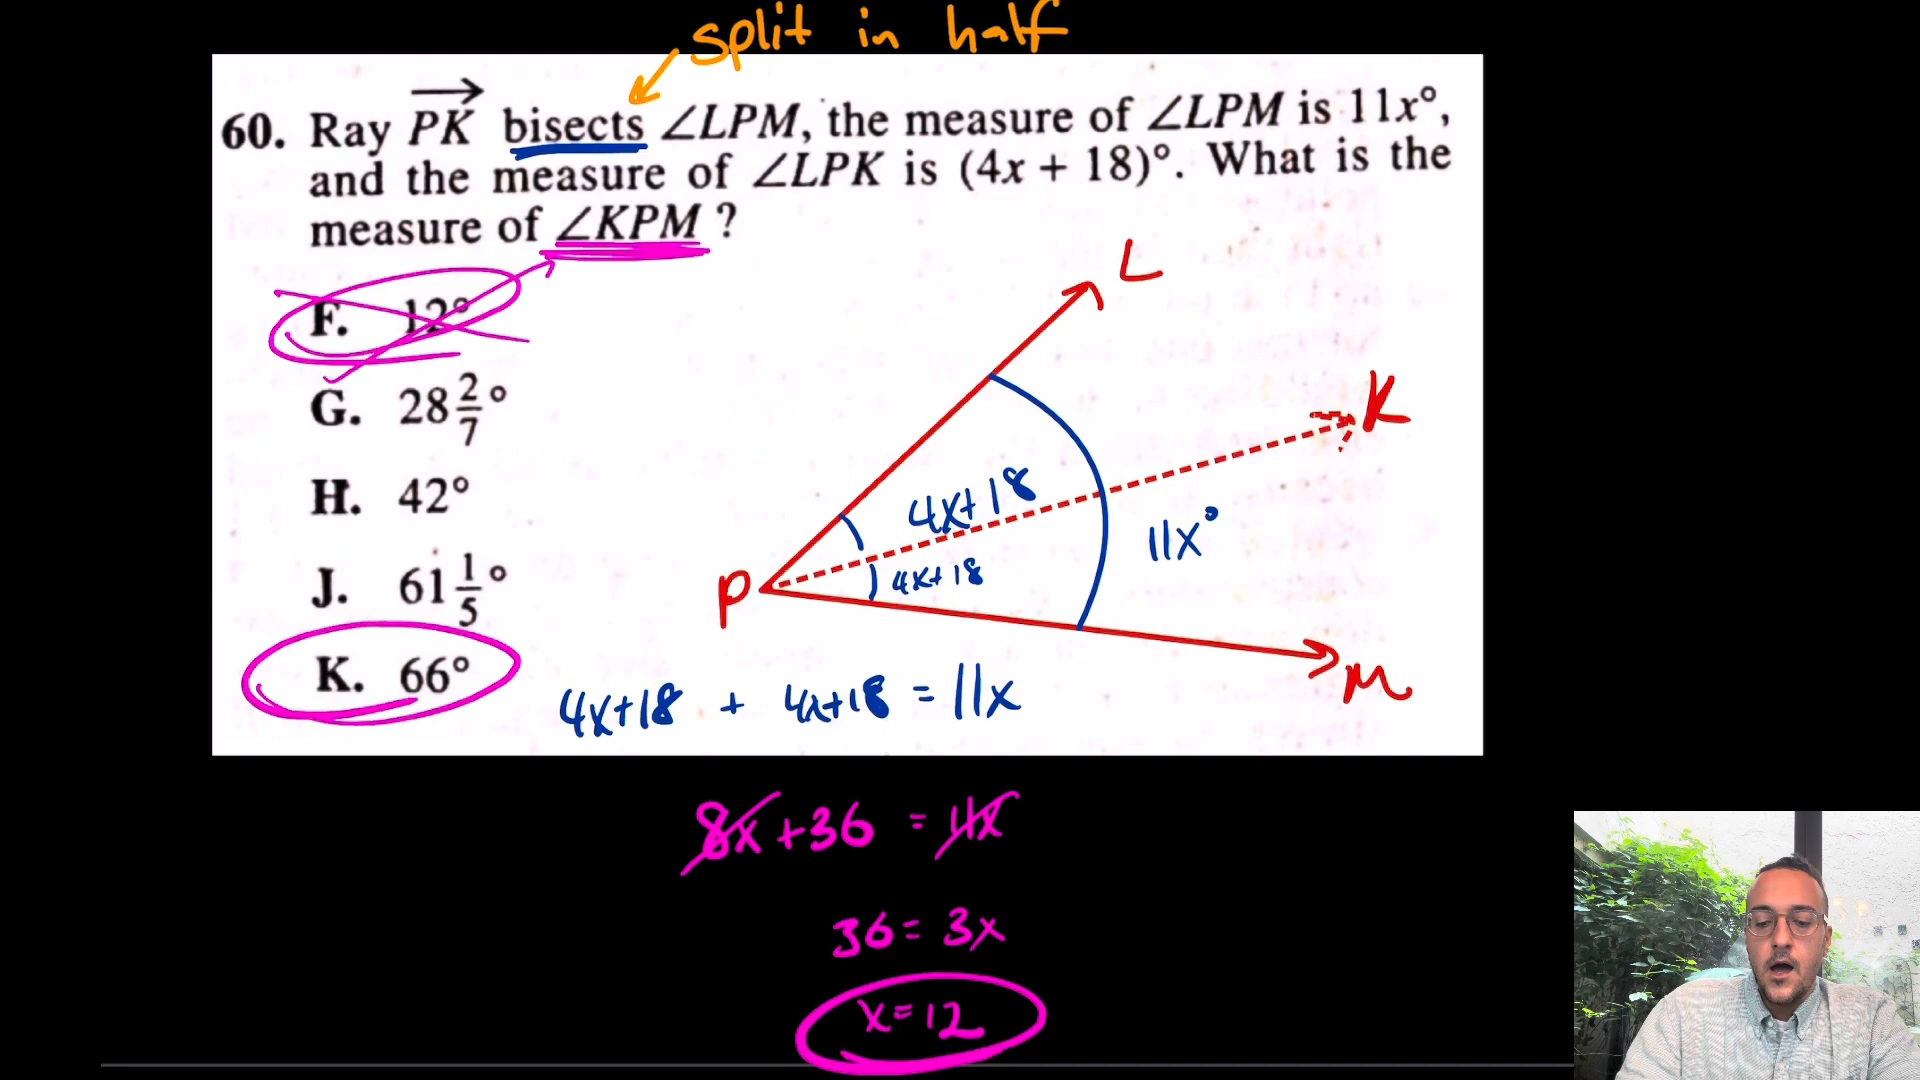 split in half
60. Ray PK bisects ∠LPM, the measure of ∠LPM is 11x°,
and the measure of ∠LPK is (4x + 18)°. What is the
measure of ∠KPM ?
F. 12°
G. 28 2/7°
H. 42°
J. 61 1/5°
K. 66°
L
K
4x+18
11x°
P
4x+18
M
4x+18 + 4x+18 = 11x
8x+36 = 11x
36 = 3x
x = 12